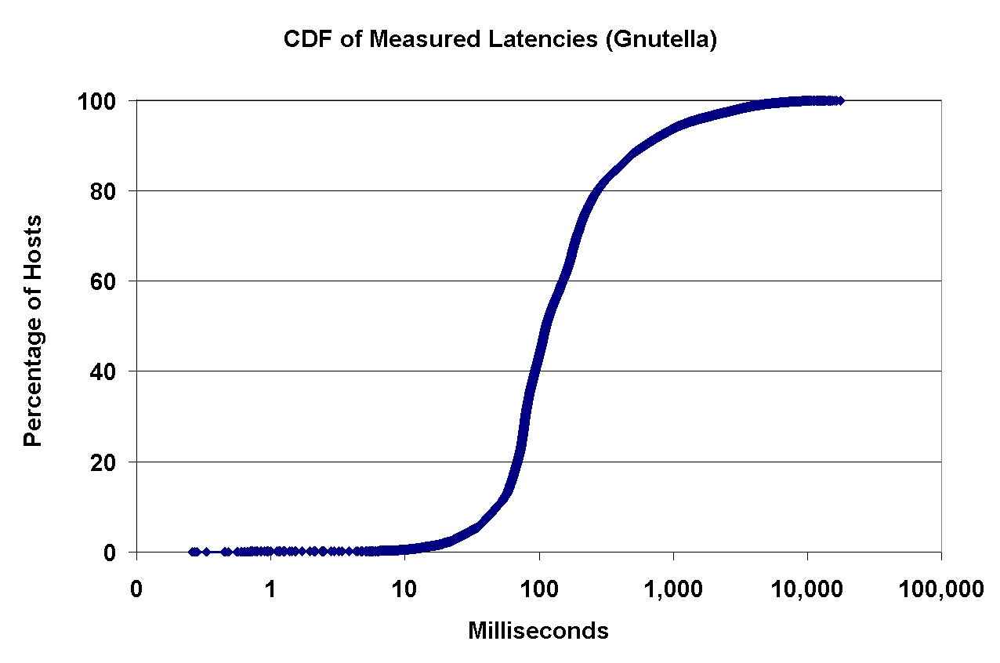 CDF of Measured Latencies (Gnutella)
100
80
60
40
20
0
Percentage of Hosts
0 1 10 100 1,000 10,000 100,000
Milliseconds